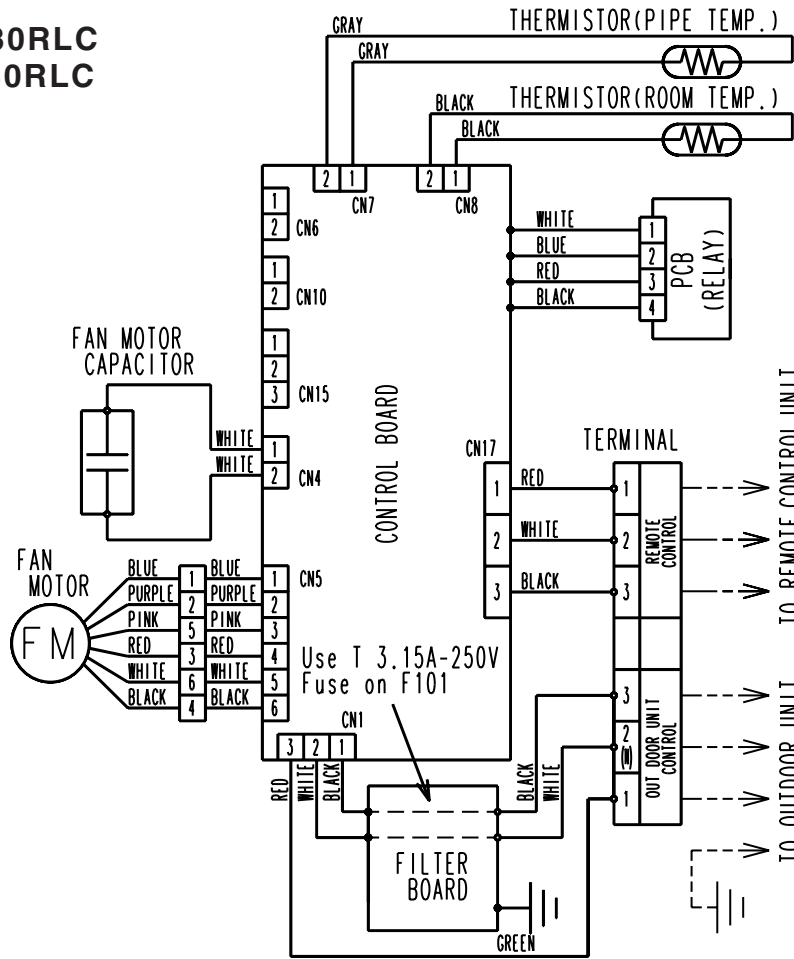 30RLC
0RLC
GRAY
THERMISTOR(PIPE TEMP.)
GRAY
BLACK
THERMISTOR(ROOM TEMP.)
BLACK
2 1
CN7
2 1
CN8
1
2 CN6
1
2 CN10
1
2
3 CN15
WHITE 1
WHITE 2 CN4
FAN MOTOR
CAPACITOR
CONTROL BOARD
WHITE 1
BLUE 2
RED 3
BLACK 4
PCB
(RELAY)
CN17
TERMINAL
1 RED 1
2 WHITE 2
3 BLACK 3
REMOTE
CONTROL
TO REMOTE CONTROL UNIT
FAN
MOTOR
FM
BLUE 1 BLUE 1 CN5
PURPLE 2 PURPLE 2
PINK 5 PINK 3
RED 3 RED 4
WHITE 6 WHITE 5
BLACK 4 BLACK 6
Use T 3.15A-250V
Fuse on F101
CN1
3 2 1
RED
WHITE
BLACK
BLACK
WHITE
3
2
(N)
1
OUT DOOR UNIT
CONTROL
TO OUTDOOR UNIT
FILTER
BOARD
GREEN